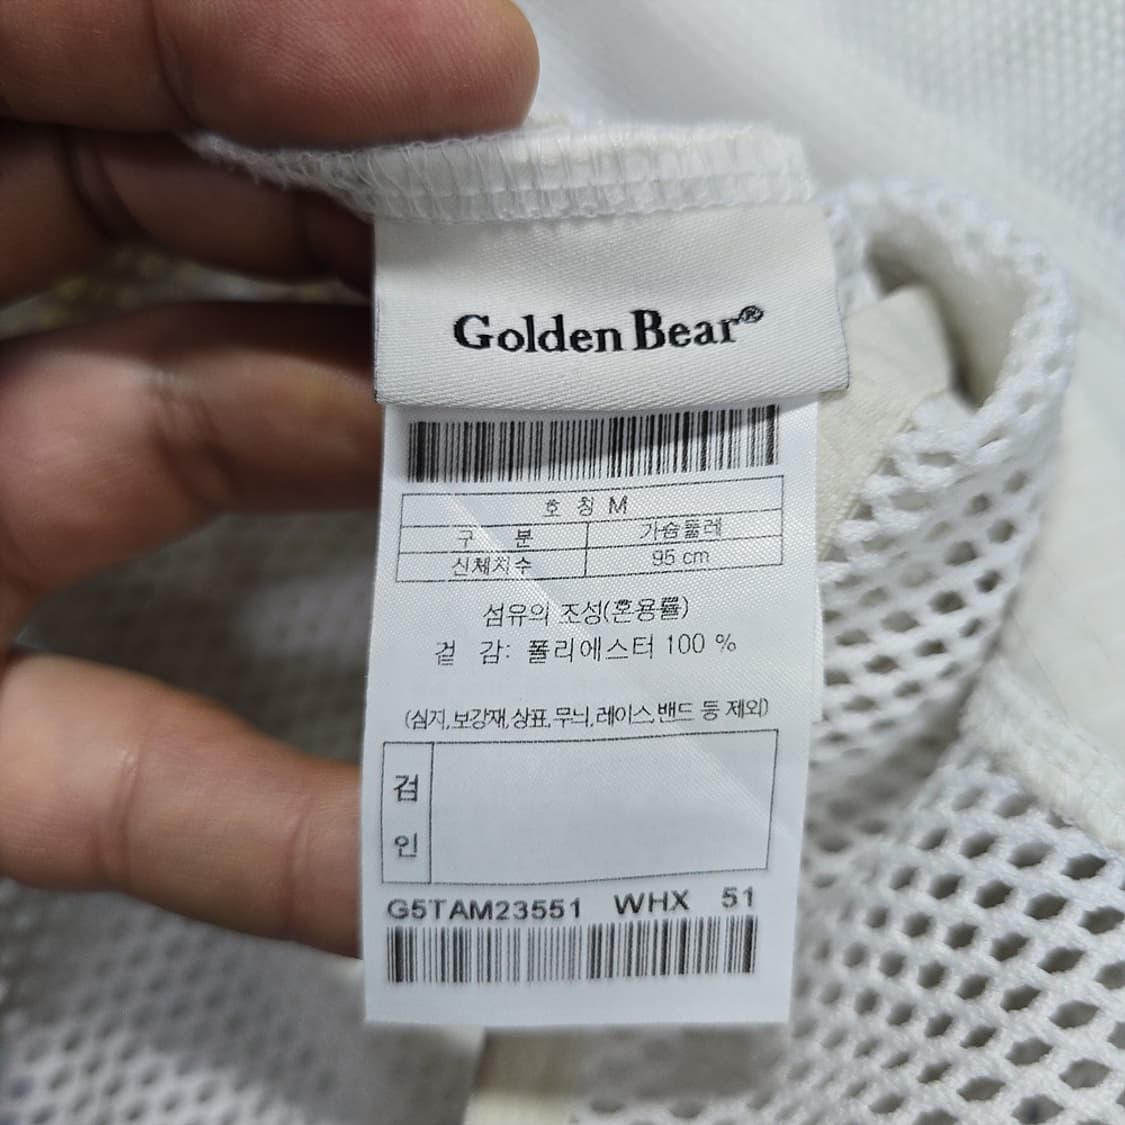 Golden Bear®
호 칭 M
구 분 가슴둘레
신체치수 95 cm
섬유의 조성(혼용률)
겉 감: 폴리에스터 100 %
(심지,보강재,상표,무늬,레이스,밴드 등 제외)
검
인
G5TAM23551 WHX 51